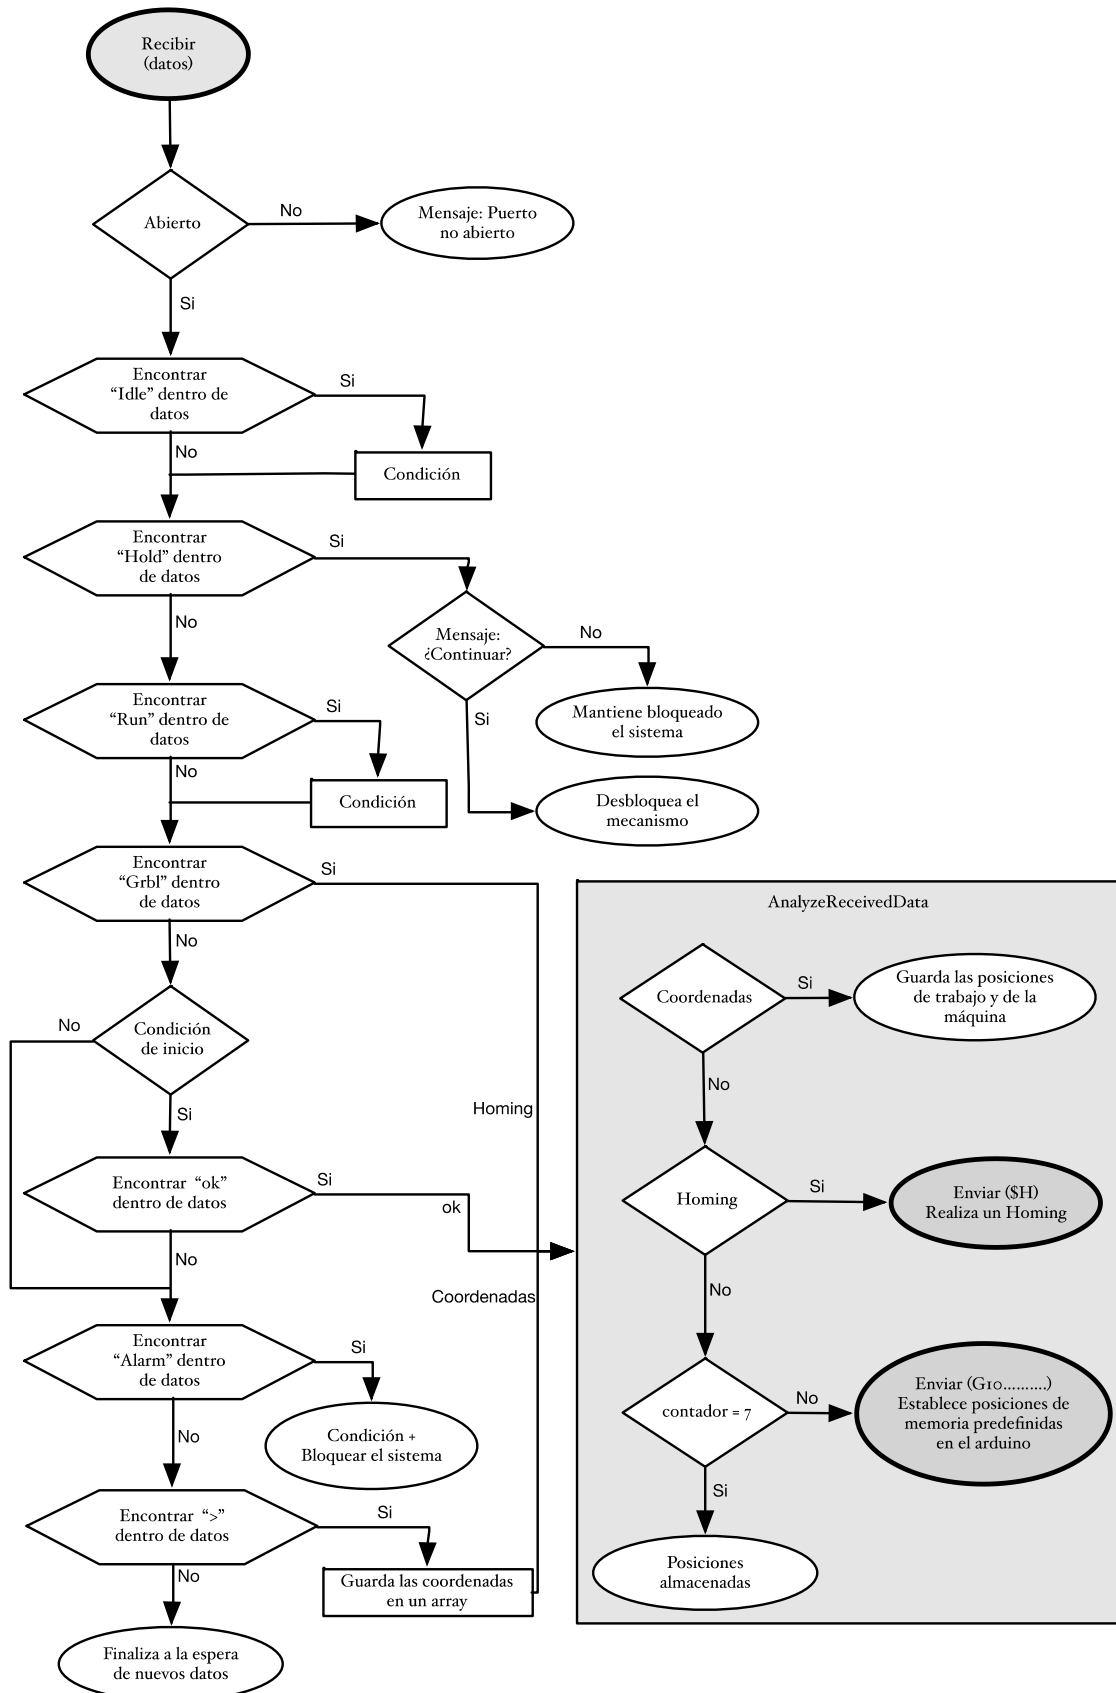 Recibir
(datos)
Abierto
No
Mensaje: Puerto
no abierto
Si
Encontrar
“Idle” dentro de
datos
Si
No
Condición
Encontrar
“Hold” dentro
de datos
Si
No
Mensaje:
¿Continuar?
No
Mantiene bloqueado
el sistema
Si
Desbloquea el
mecanismo
Encontrar
“Run” dentro de
datos
Si
No
Condición
Encontrar
“Grbl” dentro
de datos
Si
No
Condición
de inicio
No
Si
Homing
Encontrar “ok”
dentro de datos
Si
ok
No
Coordenadas
Encontrar
“Alarm” dentro
de datos
Si
Condición +
Bloquear el sistema
No
Encontrar “>”
dentro de datos
Si
Guarda las coordenadas
en un array
No
Finaliza a la espera
de nuevos datos
AnalyzeReceivedData
Coordenadas
Si
Guarda las posiciones
de trabajo y de la
máquina
No
Homing
Si
Enviar ($H)
Realiza un Homing
No
contador = 7
No
Enviar (G10..........)
Establece posiciones de
memoria predefinidas
en el arduino
Si
Posiciones
almacenadas